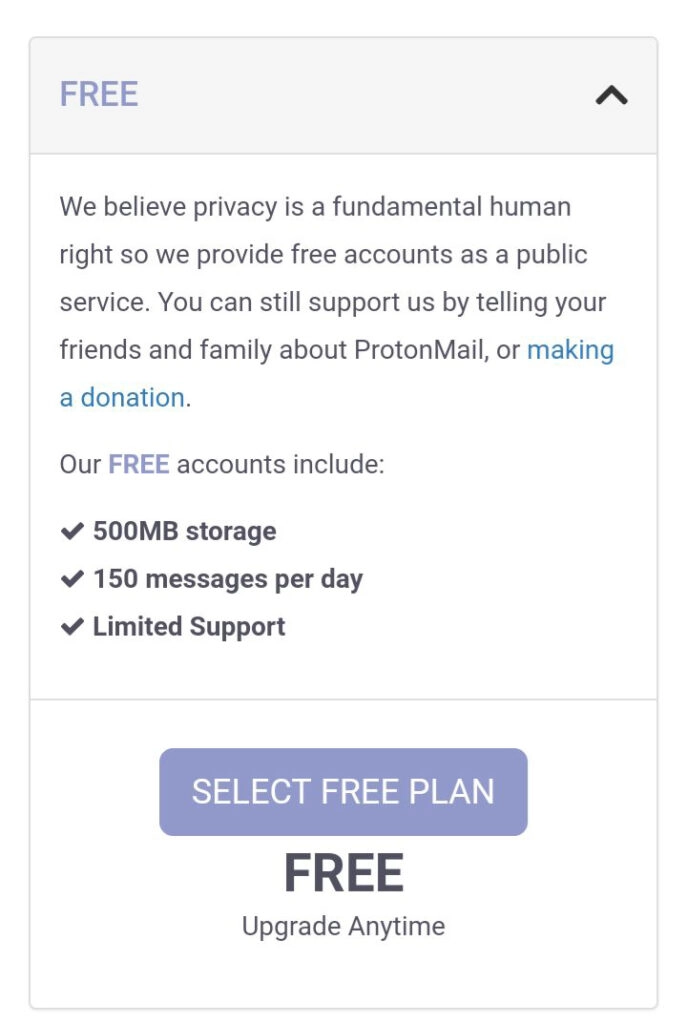 FREE
We believe privacy is a fundamental human
right so we provide free accounts as a public
service. You can still support us by telling your
friends and family about ProtonMail, or making
a donation.
Our FREE accounts include:
✔ 500MB storage
✔ 150 messages per day
✔ Limited Support
SELECT FREE PLAN
FREE
Upgrade Anytime